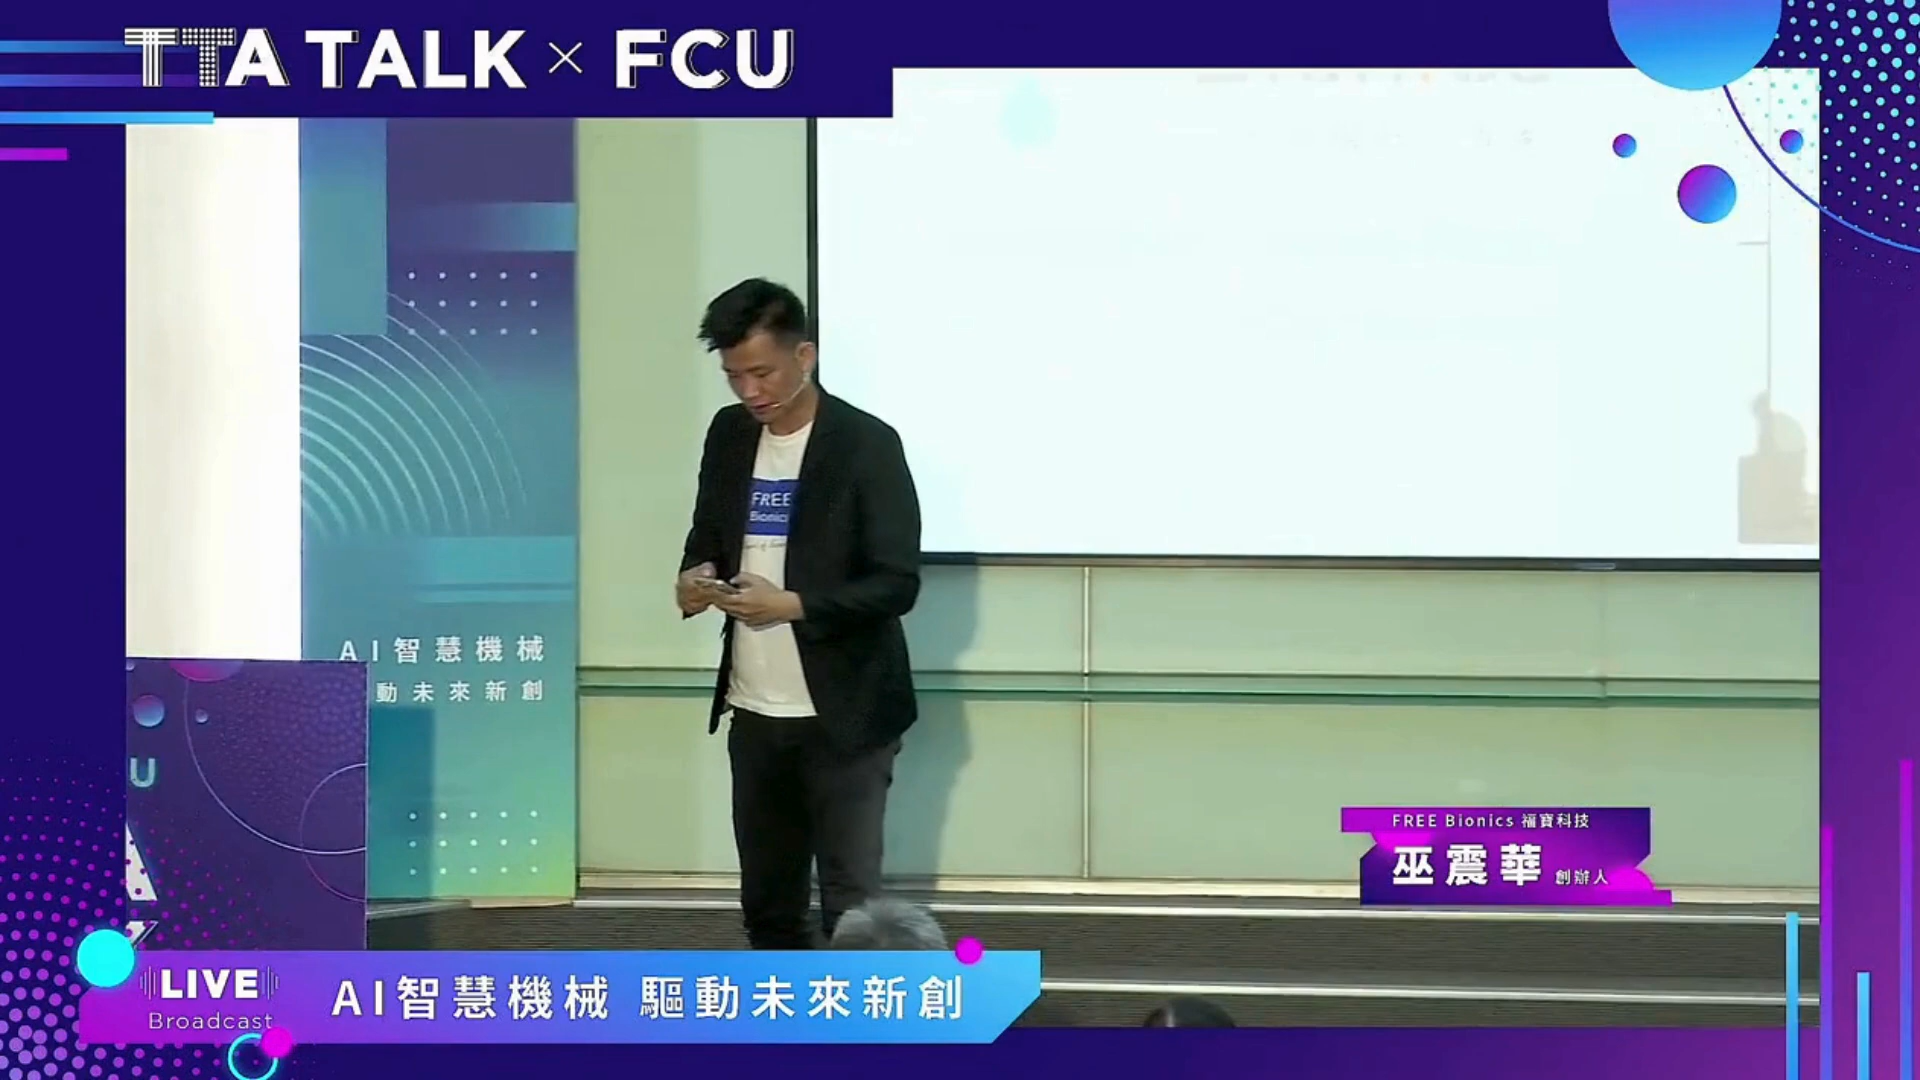 TTA TALK × FCU
FREE
Bionics
AI智慧機械
動未來新創
U
FREE Bionics 福寶科技
巫震華 創辦人
LIVE
Broadcast
AI智慧機械 驅動未來新創